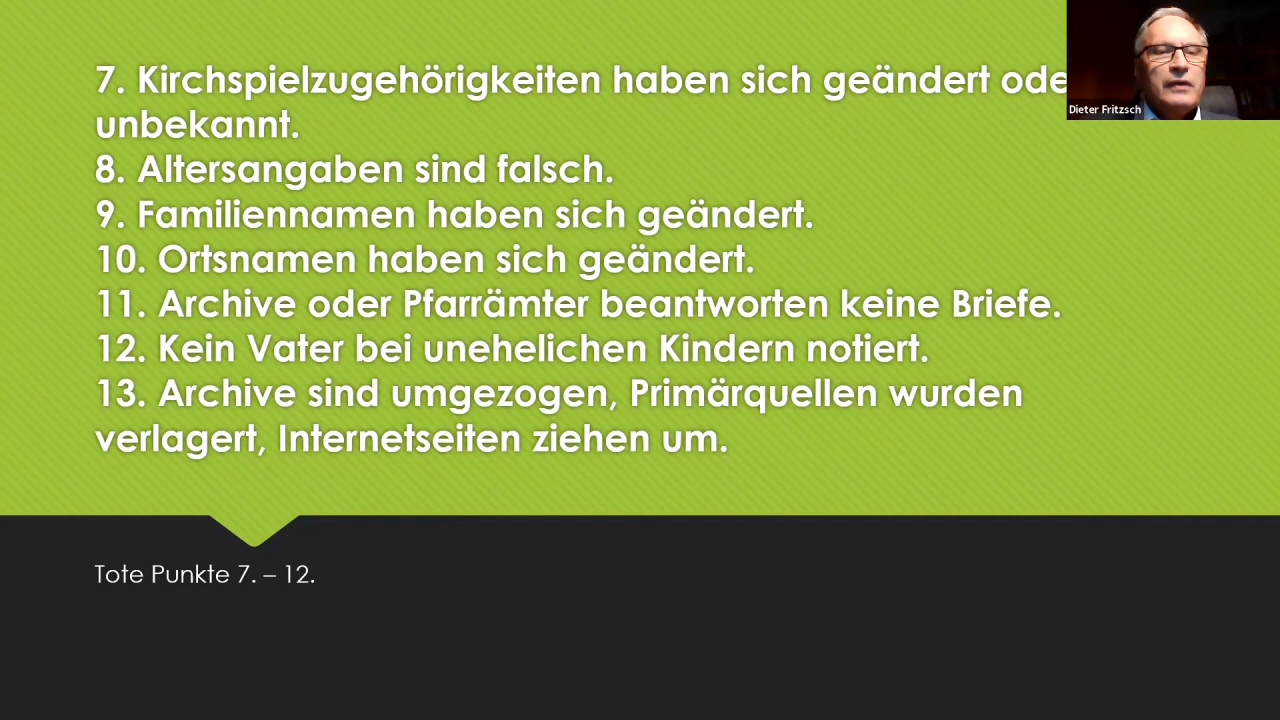 7. Kirchspielzugehörigkeiten haben sich geändert
unbekannt.
8. Altersangaben sind falsch.
9. Familiennamen haben sich geändert.
10. Ortsnamen haben sich geändert.
11. Archive oder Pfarrämter beantworten keine Briefe.
12. Kein Vater bei unehelichen Kindern notiert.
13. Archive sind umgezogen, Primärquellen wurden
verlagert, Internetseiten ziehen um.
Tote Punkte 7. – 12.
Dieter Fritzsch